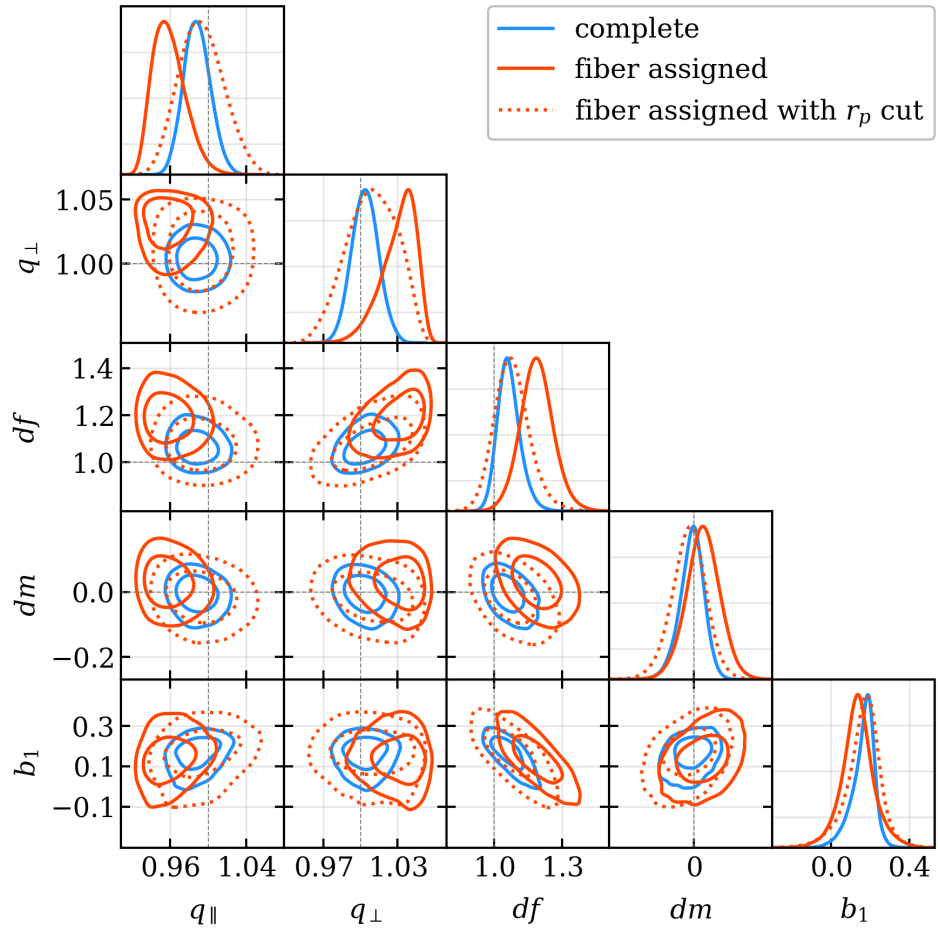 complete
fiber assigned
fiber assigned with r_p cut
1.05
1.00
q_⊥
1.4
1.2
1.0
df
0.0
−0.2
dm
0.3
0.1
−0.1
b_1
0.96 1.04
0.97 1.03
1.0 1.3
0
0.0 0.4
q_∥
q_⊥
df
dm
b_1